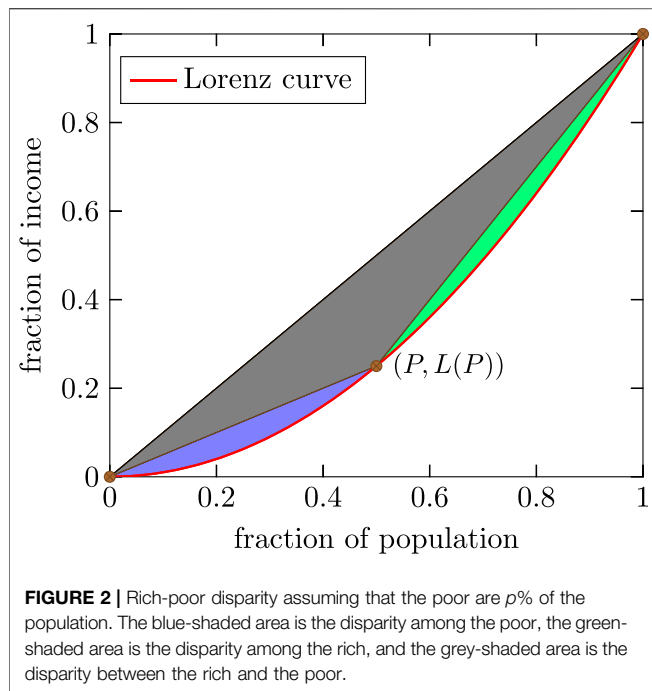 1
Lorenz curve
0.8
0.6
0.4
0.2
0
fraction of income
(P, L(P))
0
0.2
0.4
0.6
0.8
1
fraction of population
FIGURE 2 | Rich-poor disparity assuming that the poor are p% of the
population. The blue-shaded area is the disparity among the poor, the green-
shaded area is the disparity among the rich, and the grey-shaded area is the
disparity between the rich and the poor.